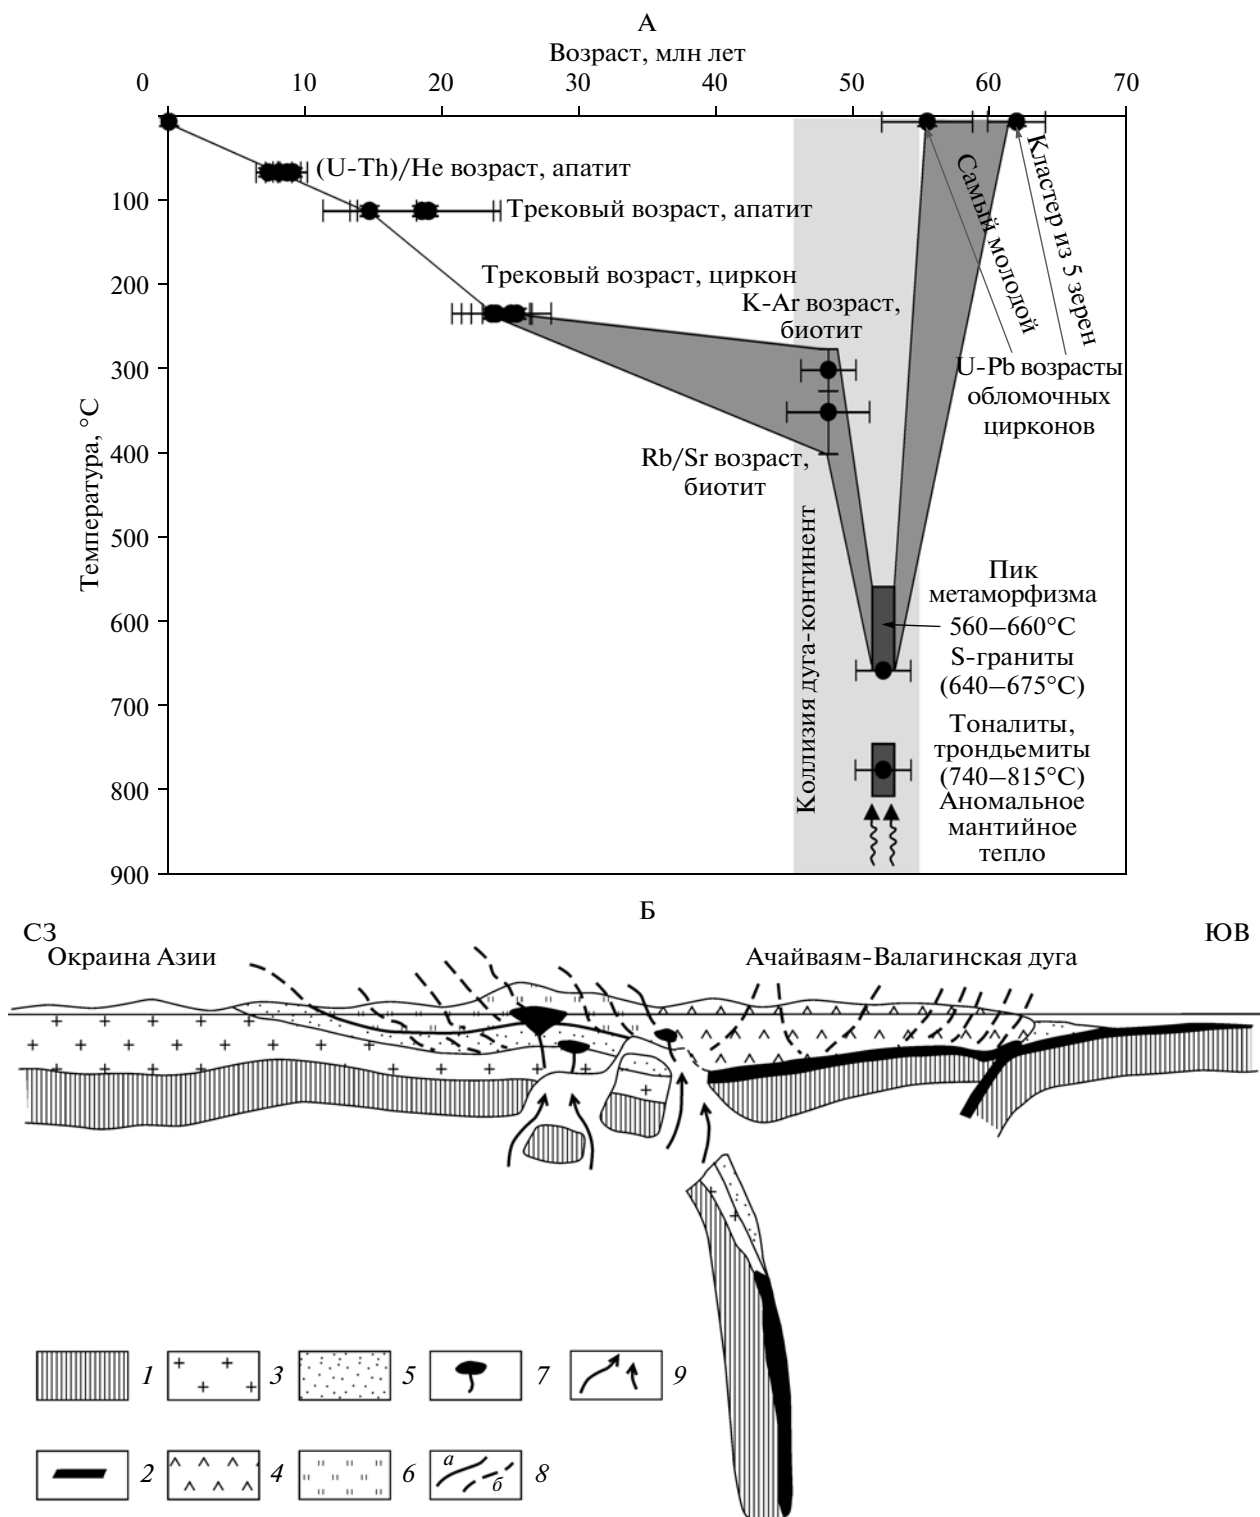 А
Возраст, млн лет
0 10 20 30 40 50 60 70
(U-Th)/He возраст, апатит
Трековый возраст, апатит
Трековый возраст, циркон
K-Ar возраст,
биотит
Rb/Sr возраст,
биотит
Самый молодой
Кластер из 5 зерен
U-Pb возрасты
обломочных
цирконов
Температура, °C
100
200
300
400
500
600
700
800
900
Коллизия дуга-континент
Пик
метаморфизма
560–660°C
S-граниты
(640–675°C)
Тоналиты,
трондьемиты
(740–815°C)
Аномальное
мантийное
тепло
Б
СЗ
ЮВ
Окраина Азии
Ачайваям-Валагинская дуга
1 3 5 7 9
2 4 6 а б 8